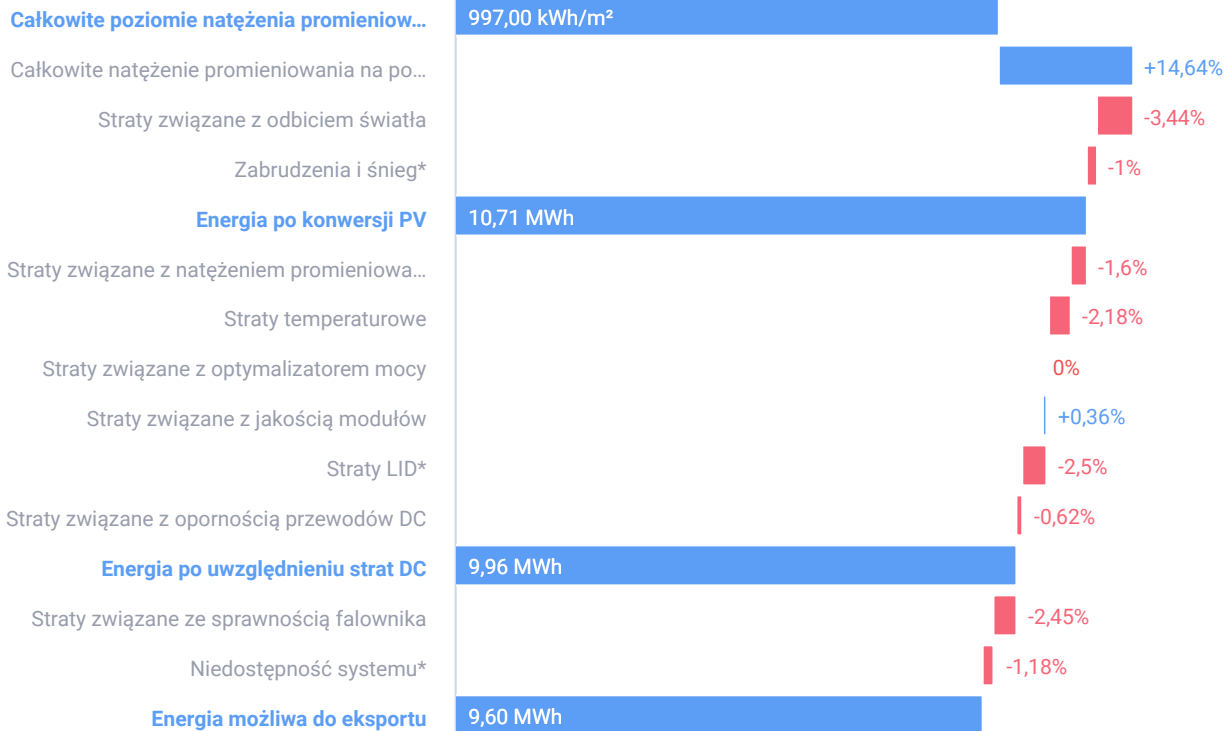 Całkowite poziomie natężenia promieniow… 997,00 kWh/m²
Całkowite natężenie promieniowania na po… +14,64%
Straty związane z odbiciem światła -3,44%
Zabrudzenia i śnieg* -1%
Energia po konwersji PV 10,71 MWh
Straty związane z natężeniem promieniowa… -1,6%
Straty temperaturowe -2,18%
Straty związane z optymalizatorem mocy 0%
Straty związane z jakością modułów +0,36%
Straty LID* -2,5%
Straty związane z opornością przewodów DC -0,62%
Energia po uwzględnieniu strat DC 9,96 MWh
Straty związane ze sprawnością falownika -2,45%
Niedostępność systemu* -1,18%
Energia możliwa do eksportu 9,60 MWh